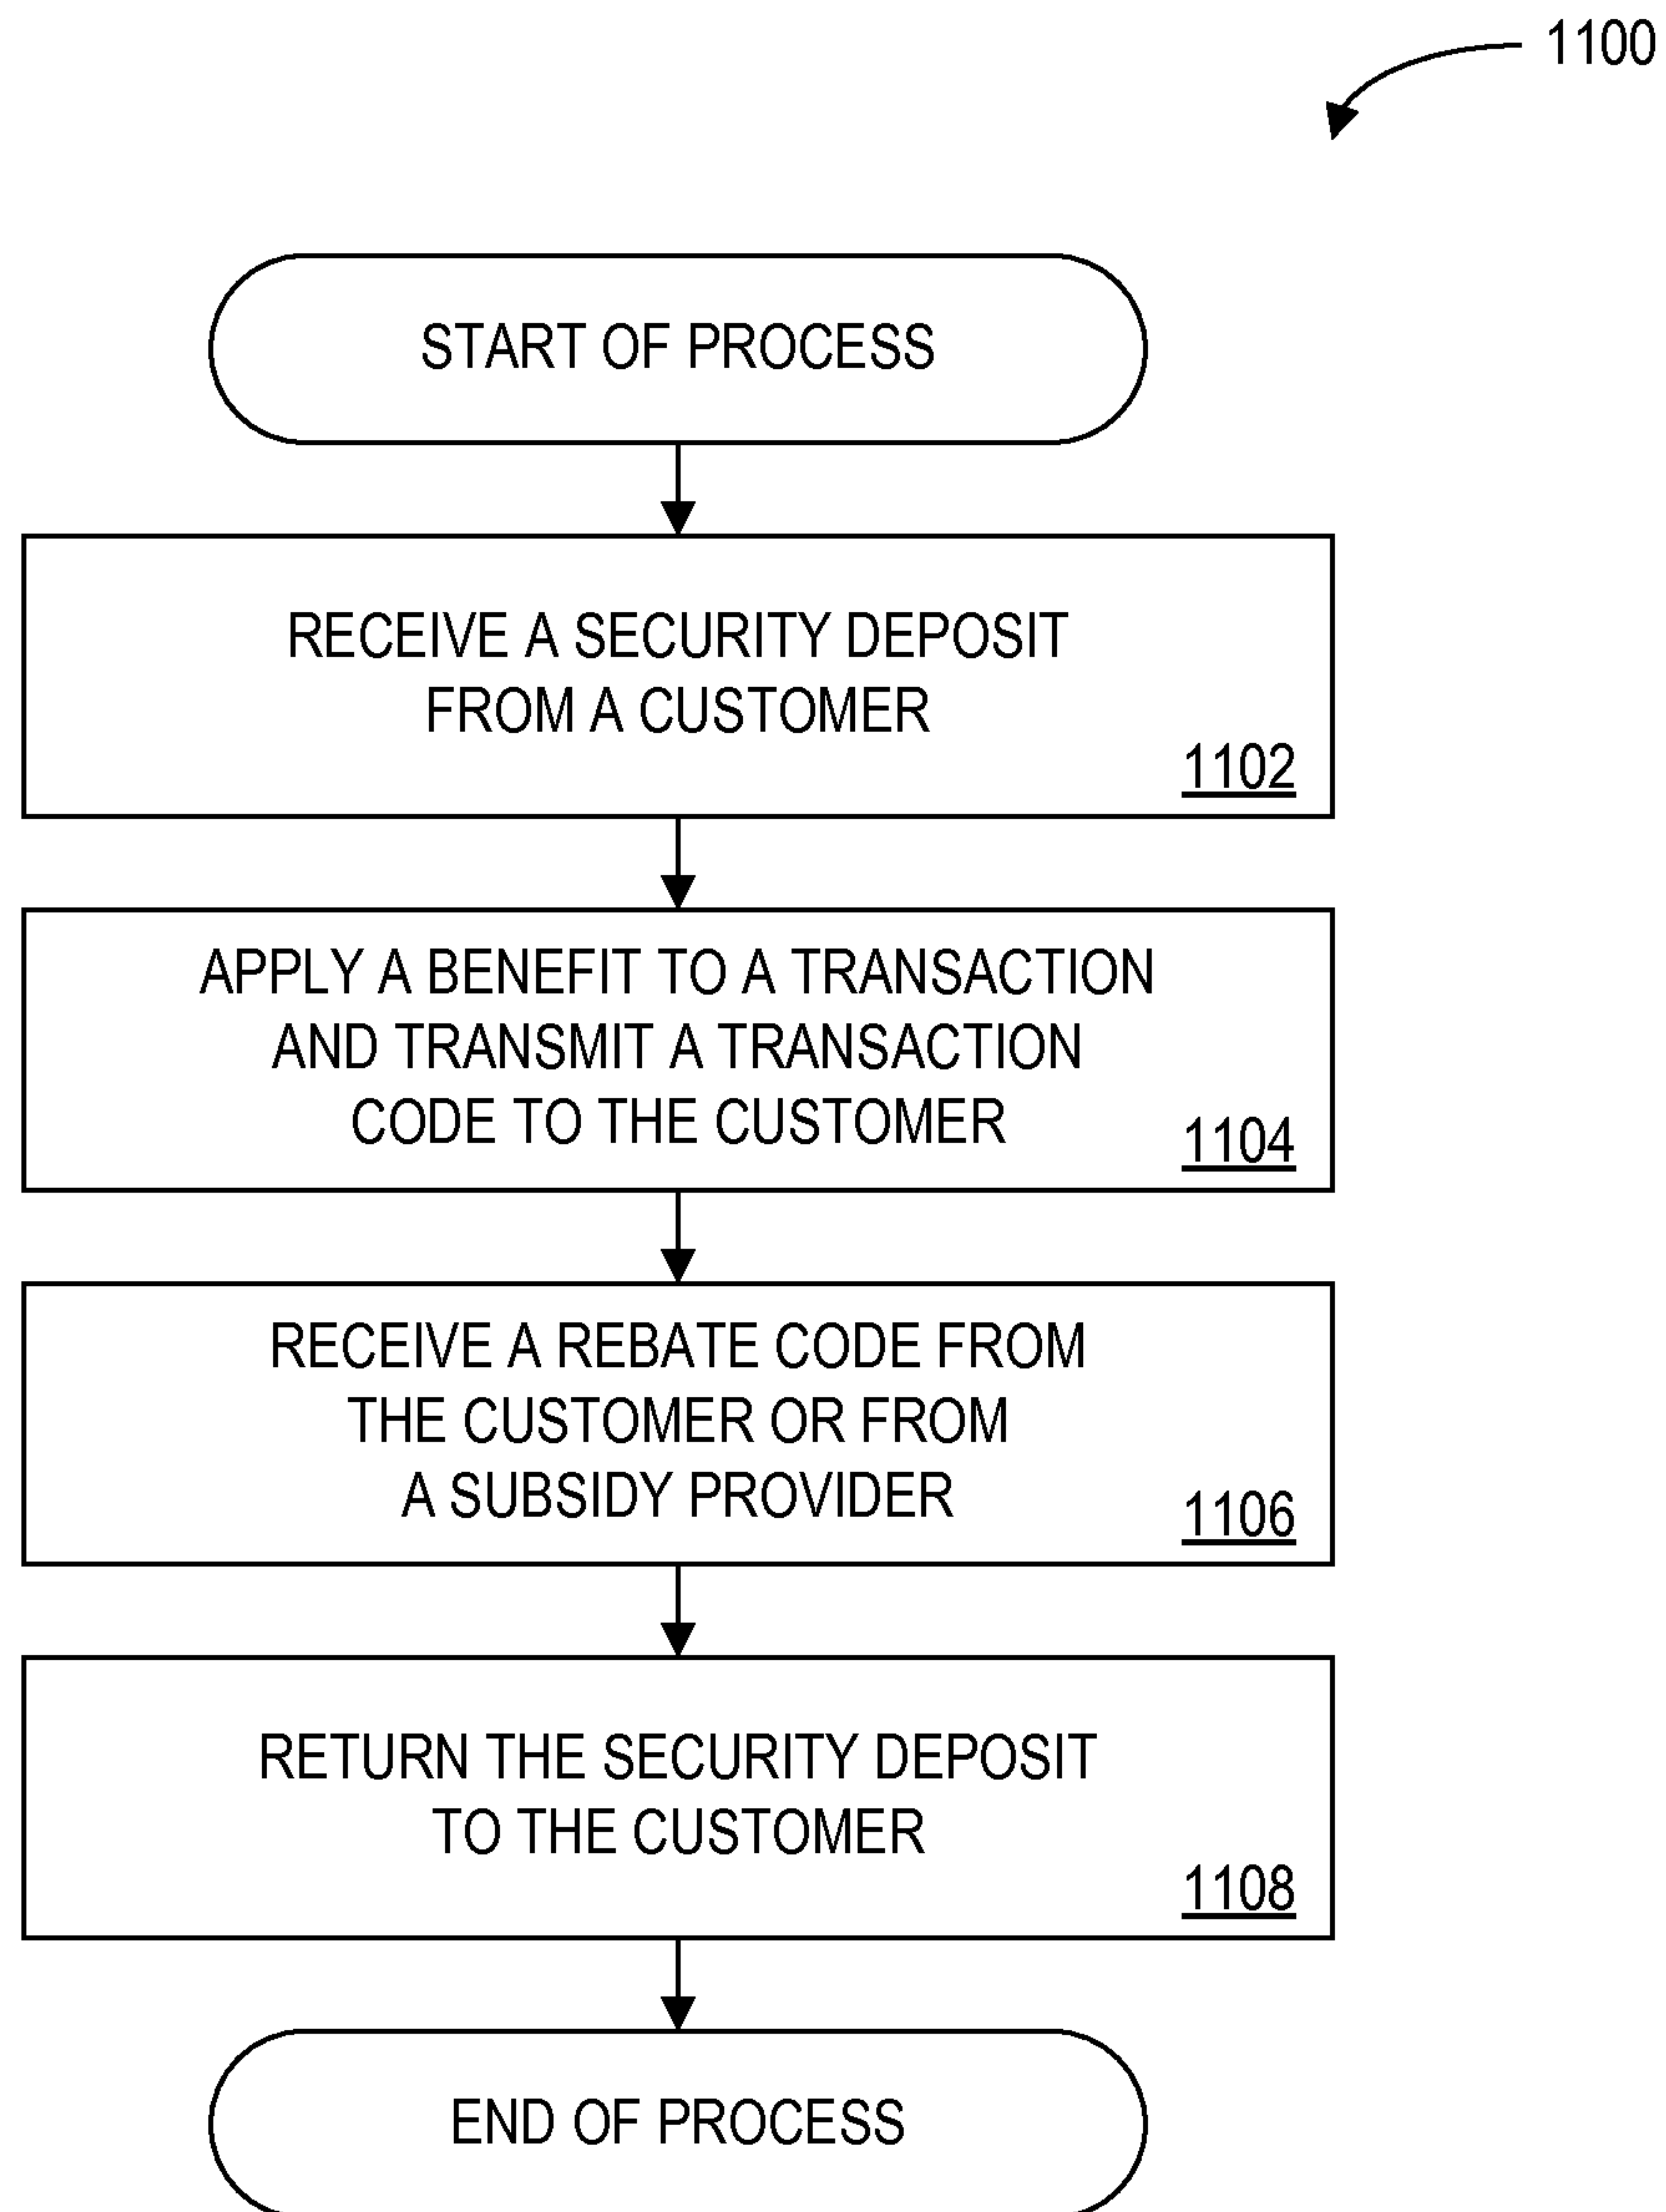 1100
START OF PROCESS
RECEIVE A SECURITY DEPOSIT
FROM A CUSTOMER
1102
APPLY A BENEFIT TO A TRANSACTION
AND TRANSMIT A TRANSACTION
CODE TO THE CUSTOMER
1104
RECEIVE A REBATE CODE FROM
THE CUSTOMER OR FROM
A SUBSIDY PROVIDER
1106
RETURN THE SECURITY DEPOSIT
TO THE CUSTOMER
1108
END OF PROCESS